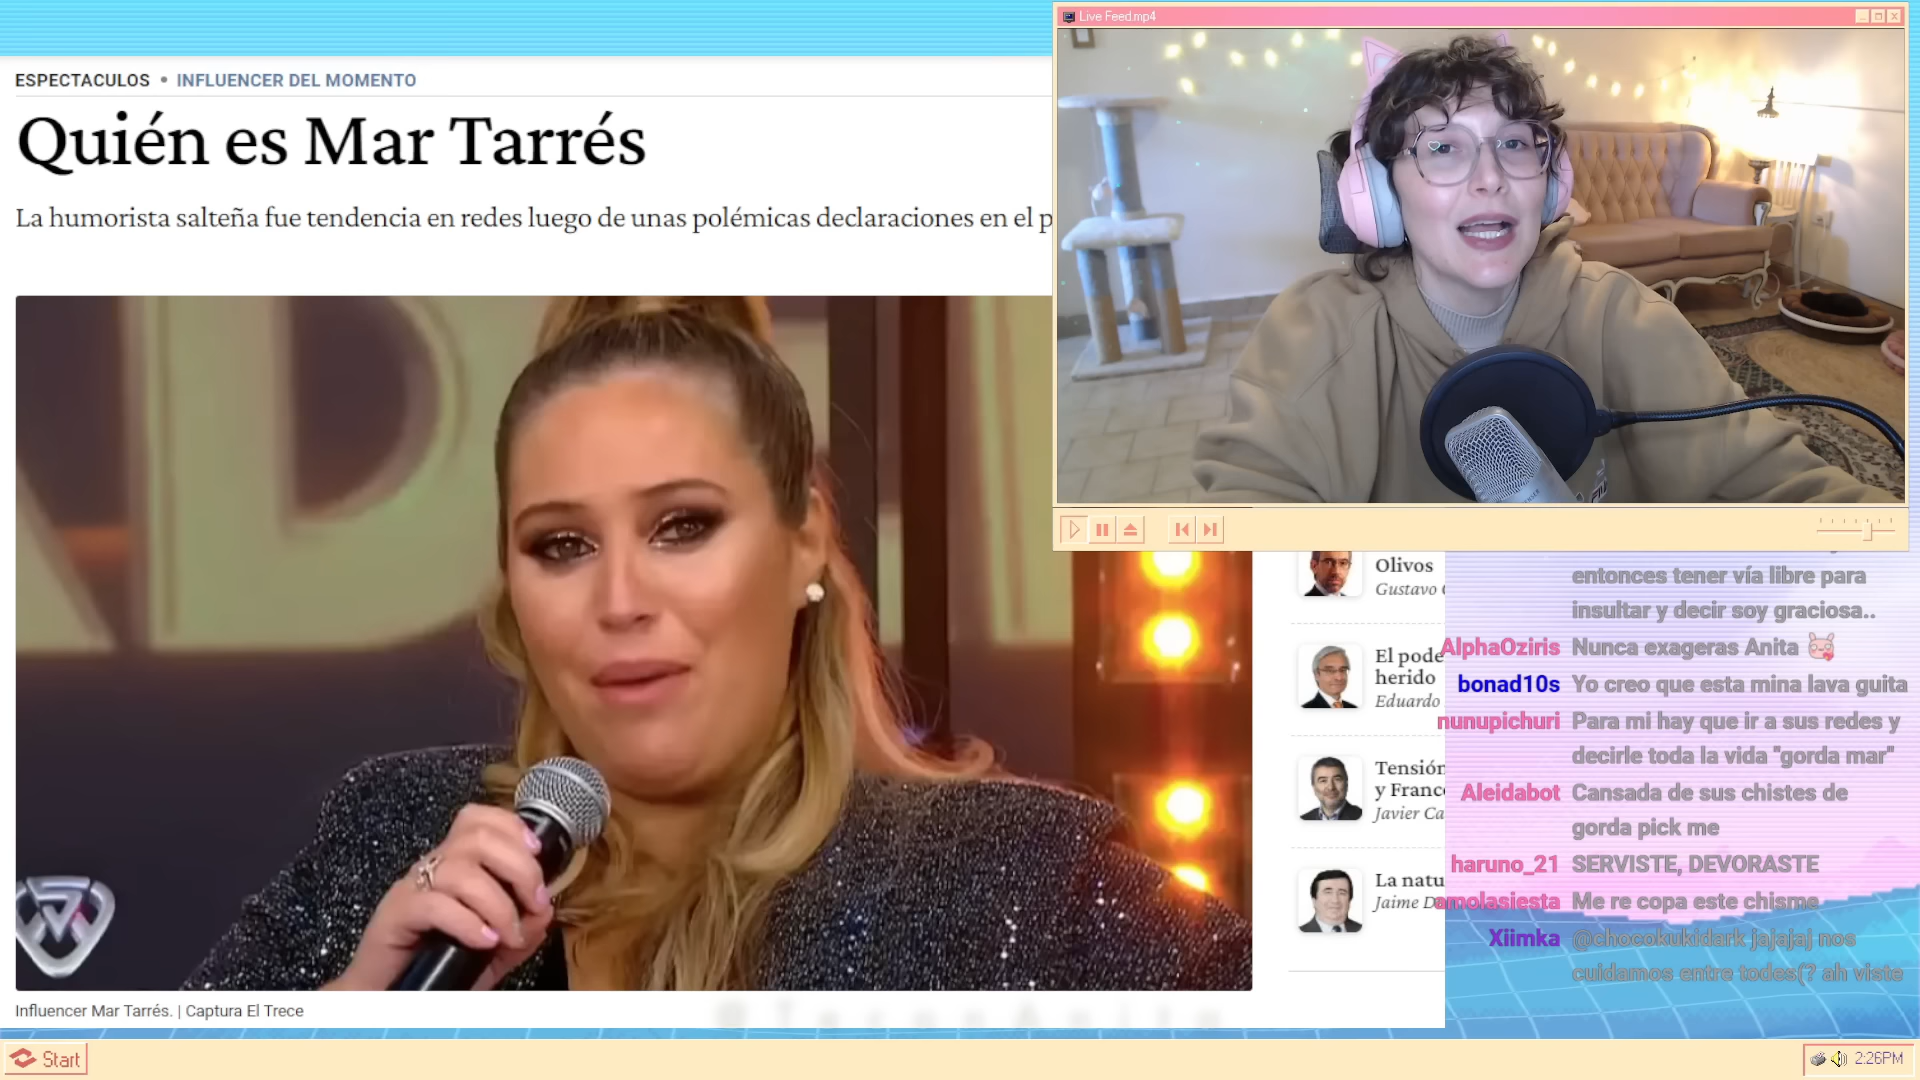 ESPECTACULOS • INFLUENCER DEL MOMENTO
Quién es Mar Tarrés
La humorista salteña fue tendencia en redes luego de unas polémicas declaraciones en el p
Influencer Mar Tarrés. | Captura El Trece
Live Feed.mp4
Olivos
Gustavo
El pode
herido
Eduardo
Tensión
y Franc
Javier Ca
La natu
Jaime D
entonces tener vía libre para
insultar y decir soy graciosa..
AlphaOziris Nunca exageras Anita
bonad10s Yo creo que esta mina lava guita
nunupichuri Para mi hay que ir a sus redes y
decirle toda la vida "gorda mar"
Aleidabot Cansada de sus chistes de
gorda pick me
haruno_21 SERVISTE, DEVORASTE
amolasiesta Me re copa este chisme
Xiimka @chocokukidark jajajaj nos
cuidamos entre todes(? ah viste
Start
2:26PM